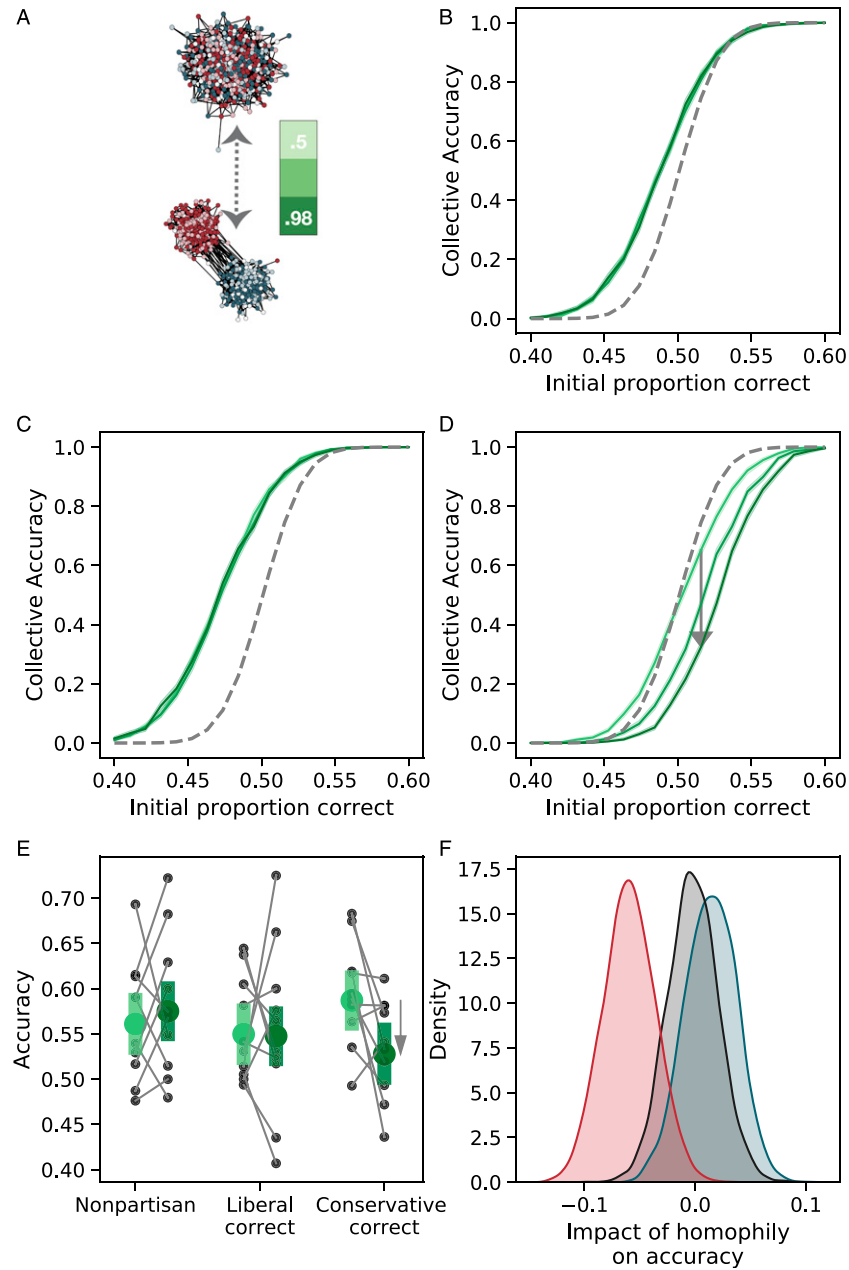 A
.5
.98
B
1.0
0.8
0.6
0.4
0.2
0.0
Collective Accuracy
0.40 0.45 0.50 0.55 0.60
Initial proportion correct
C
1.0
0.8
0.6
0.4
0.2
0.0
Collective Accuracy
0.40 0.45 0.50 0.55 0.60
Initial proportion correct
D
1.0
0.8
0.6
0.4
0.2
0.0
Collective Accuracy
0.40 0.45 0.50 0.55 0.60
Initial proportion correct
E
0.70
0.65
0.60
0.55
0.50
0.45
0.40
Accuracy
Nonpartisan
Liberal
correct
Conservative
correct
F
17.5
15.0
12.5
10.0
7.5
5.0
2.5
0.0
Density
−0.1 0.0 0.1
Impact of homophily
on accuracy